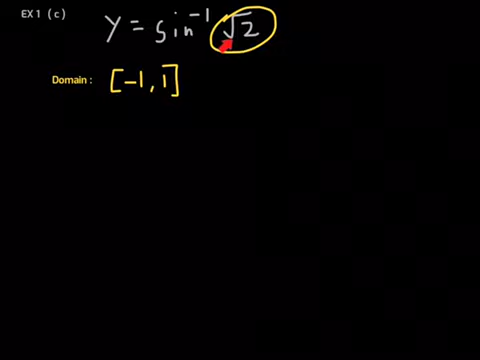 EX 1 (c)
y = sin⁻¹ √2
Domain : [-1, 1]